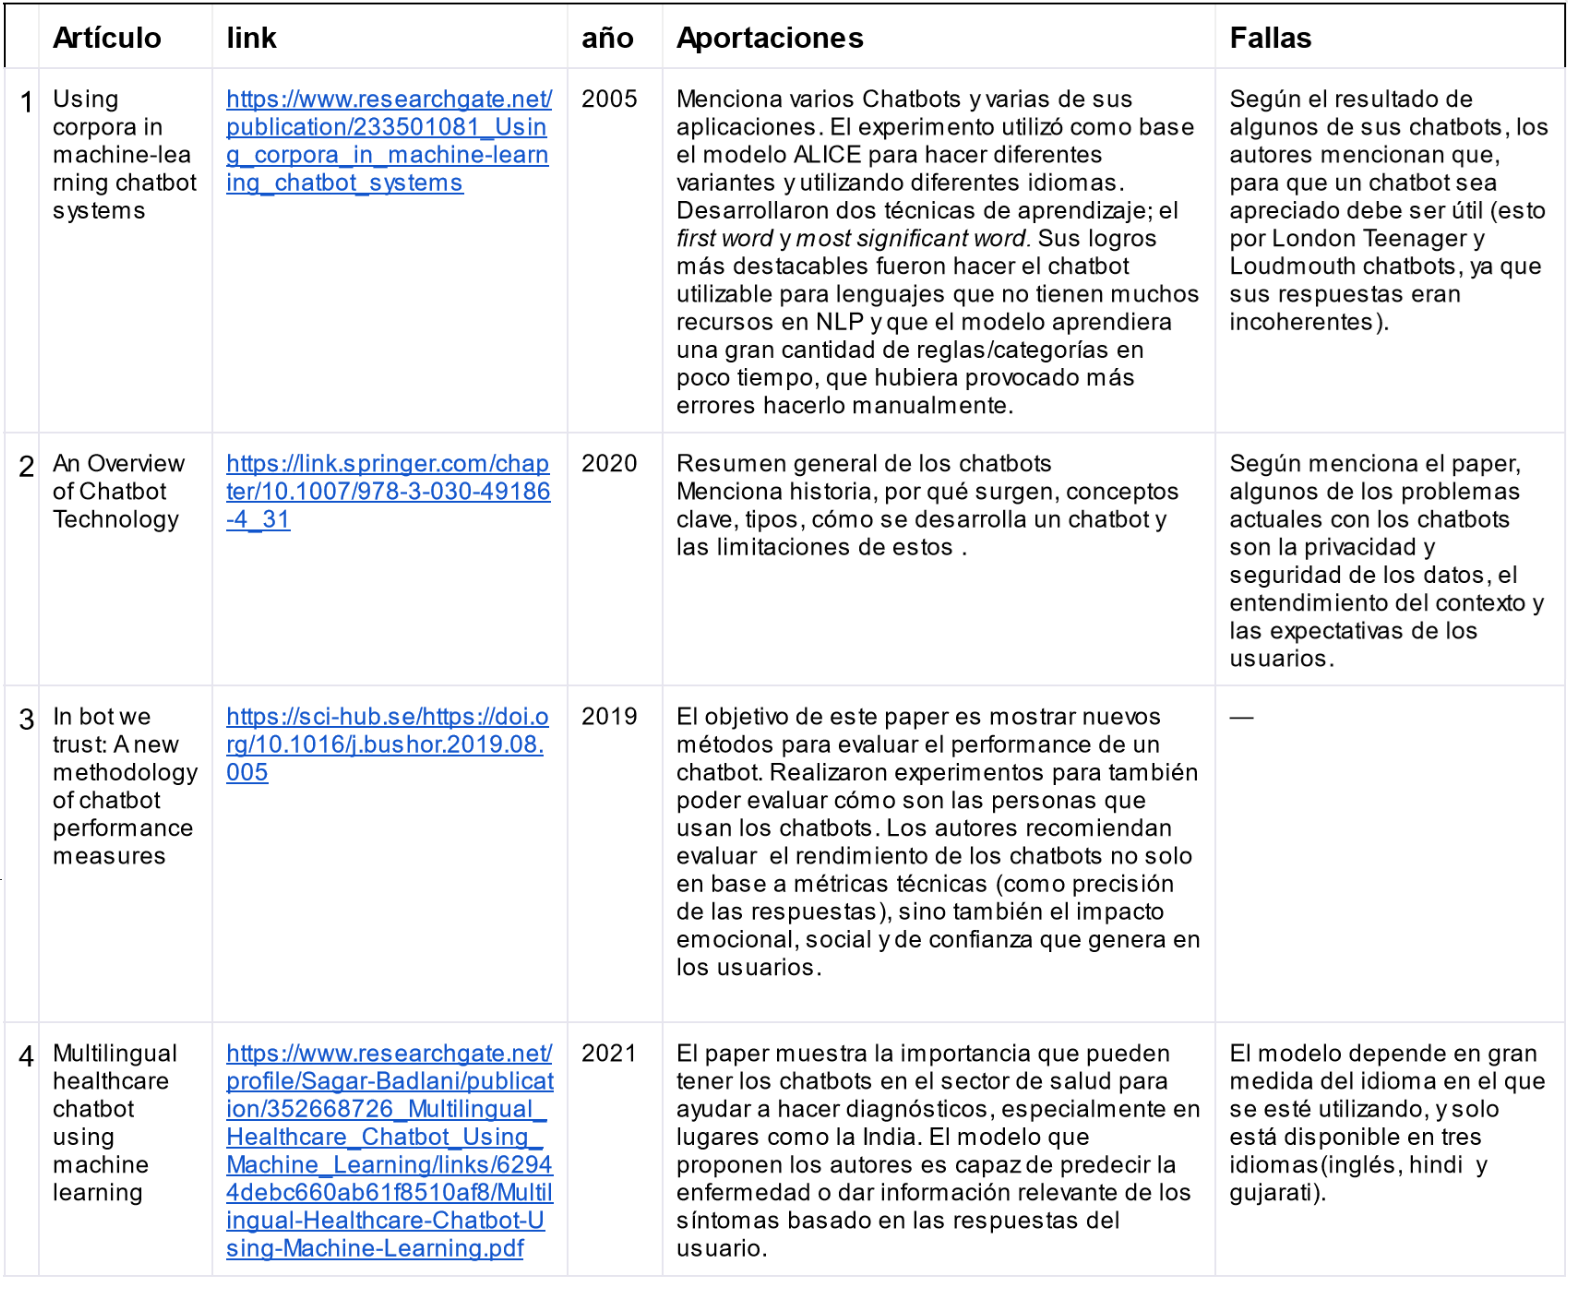 Artículo link año Aportaciones Fallas
1
Using
corpora in
machine-lea
rning chatbot
systems
https://www.researchgate.net/
publication/233501081_Usin
g_corpora_in_machine-learn
ing_chatbot_systems
2005
Menciona varios Chatbots y varias de sus
aplicaciones. El experimento utilizó como base
el modelo ALICE para hacer diferentes
variantes y utilizando diferentes idiomas.
Desarrollaron dos técnicas de aprendizaje; el
first word y most significant word. Sus logros
más destacables fueron hacer el chatbot
utilizable para lenguajes que no tienen muchos
recursos en NLP y que el modelo aprendiera
una gran cantidad de reglas/categorías en
poco tiempo, que hubiera provocado más
errores hacerlo manualmente.
Según el resultado de
algunos de sus chatbots, los
autores mencionan que,
para que un chatbot sea
apreciado debe ser útil (esto
por London Teenager y
Loudmouth chatbots, ya que
sus respuestas eran
incoherentes).
2
An Overview
of Chatbot
Technology
https://link.springer.com/chap
ter/10.1007/978-3-030-49186
-4_31
2020
Resumen general de los chatbots
Menciona historia, por qué surgen, conceptos
clave, tipos, cómo se desarrolla un chatbot y
las limitaciones de estos .
Según menciona el paper,
algunos de los problemas
actuales con los chatbots
son la privacidad y
seguridad de los datos, el
entendimiento del contexto y
las expectativas de los
usuarios.
3
In bot we
trust: A new
methodology
of chatbot
performance
measures
https://sci-hub.se/https://doi.o
rg/10.1016/j.bushor.2019.08.
005
2019
El objetivo de este paper es mostrar nuevos
métodos para evaluar el performance de un
chatbot. Realizaron experimentos para también
poder evaluar cómo son las personas que
usan los chatbots. Los autores recomiendan
evaluar el rendimiento de los chatbots no solo
en base a métricas técnicas (como precisión
de las respuestas), sino también el impacto
emocional, social y de confianza que genera en
los usuarios.
—
4
Multilingual
healthcare
chatbot
using
machine
learning
https://www.researchgate.net/
profile/Sagar-Badlani/publicat
ion/352668726_Multilingual_
Healthcare_Chatbot_Using_
Machine_Learning/links/6294
4debc660ab61f8510af8/Multil
ingual-Healthcare-Chatbot-U
sing-Machine-Learning.pdf
2021
El paper muestra la importancia que pueden
tener los chatbots en el sector de salud para
ayudar a hacer diagnósticos, especialmente en
lugares como la India. El modelo que
proponen los autores es capaz de predecir la
enfermedad o dar información relevante de los
síntomas basado en las respuestas del
usuario.
El modelo depende en gran
medida del idioma en el que
se esté utilizando, y solo
está disponible en tres
idiomas(inglés, hindi y
gujarati).